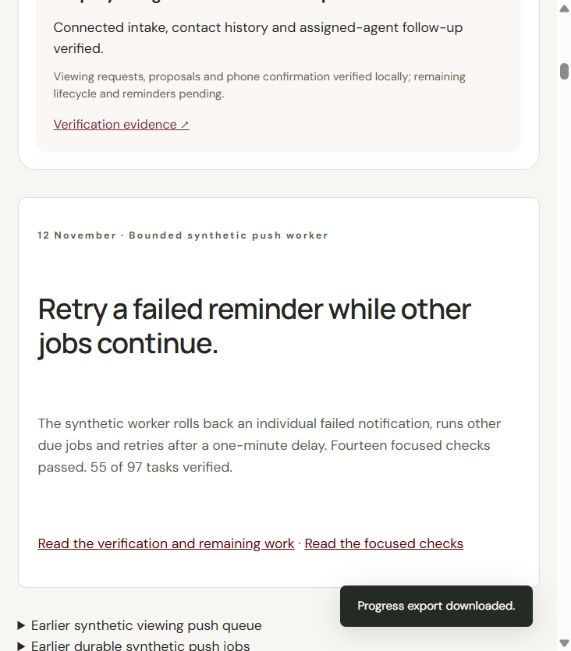 Connected intake, contact history and assigned-agent follow-up
verified.
Viewing requests, proposals and phone confirmation verified locally; remaining
lifecycle and reminders pending.
Verification evidence ↗
12 November · Bounded synthetic push worker
Retry a failed reminder while other
jobs continue.
The synthetic worker rolls back an individual failed notification, runs other
due jobs and retries after a one-minute delay. Fourteen focused checks
passed. 55 of 97 tasks verified.
Read the verification and remaining work · Read the focused checks
Progress export downloaded.
▶ Earlier synthetic viewing push queue
▶ Earlier durable synthetic push jobs